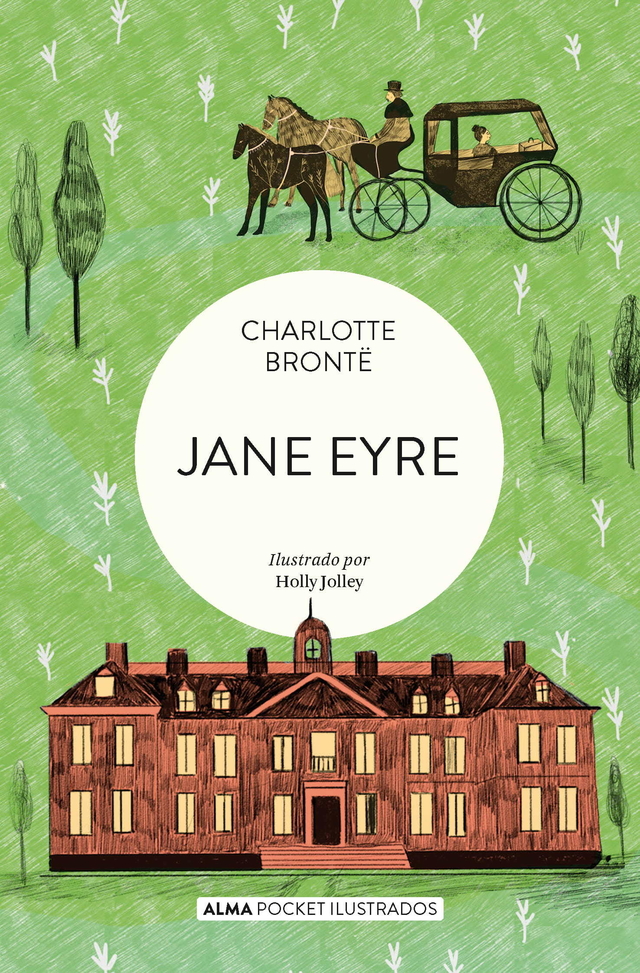 CHARLOTTE
BRONTË
JANE EYRE
Ilustrado por
Holly Jolley
ALMA POCKET ILUSTRADOS